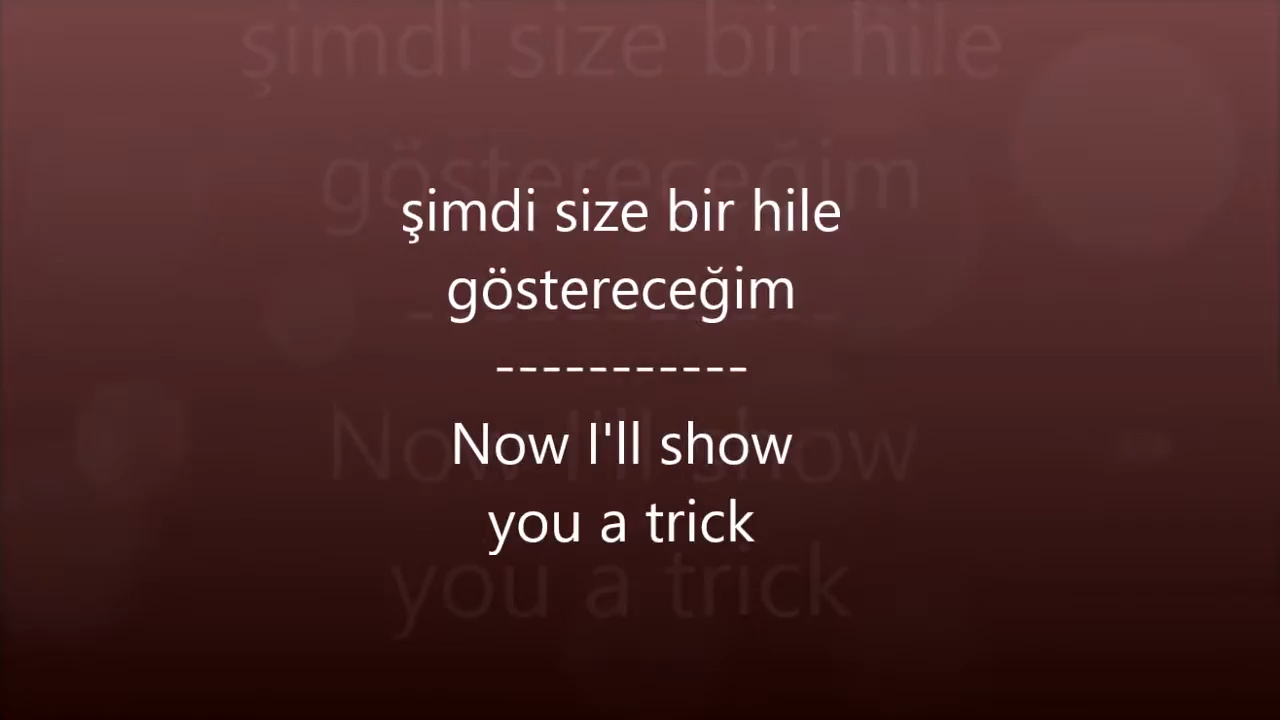 şimdi size bir hile
göstereceğim
-----------
Now I'll show
you a trick